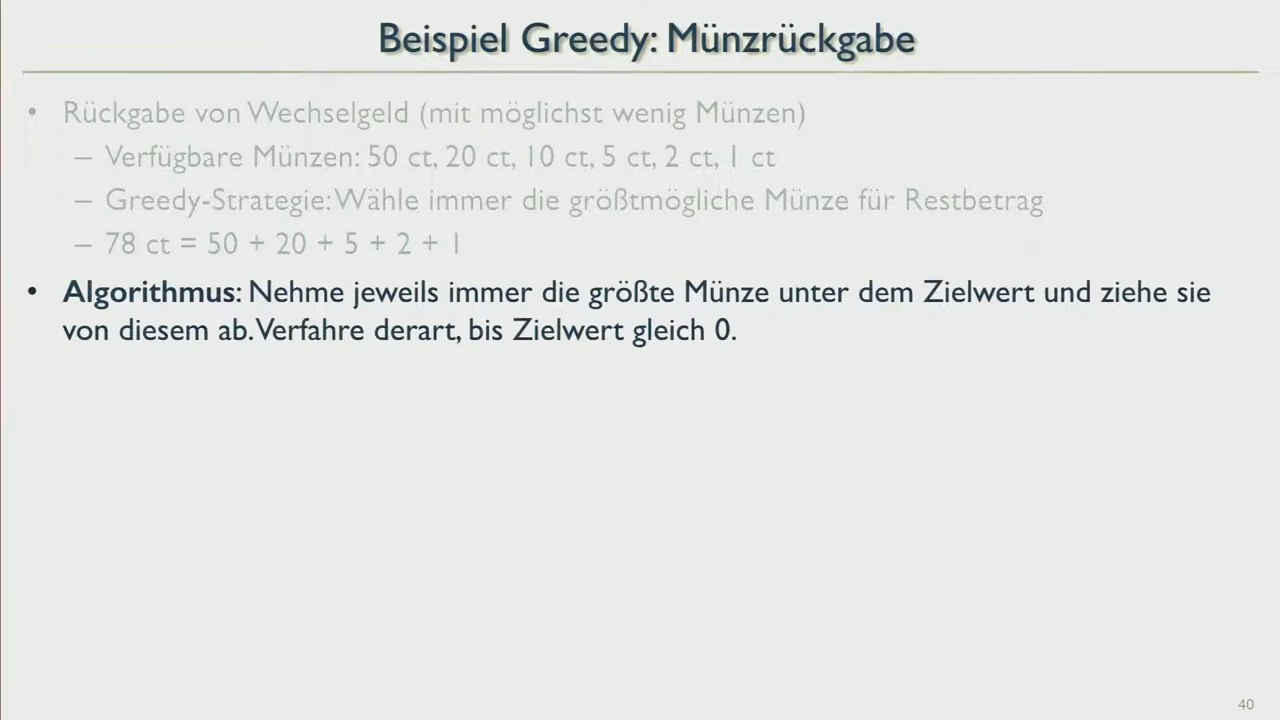 Beispiel Greedy: Münzrückgabe
• Rückgabe von Wechselgeld (mit möglichst wenig Münzen)
– Verfügbare Münzen: 50 ct, 20 ct, 10 ct, 5 ct, 2 ct, 1 ct
– Greedy-Strategie: Wähle immer die größtmögliche Münze für Restbetrag
– 78 ct = 50 + 20 + 5 + 2 + 1
• Algorithmus: Nehme jeweils immer die größte Münze unter dem Zielwert und ziehe sie
von diesem ab. Verfahre derart, bis Zielwert gleich 0.
40